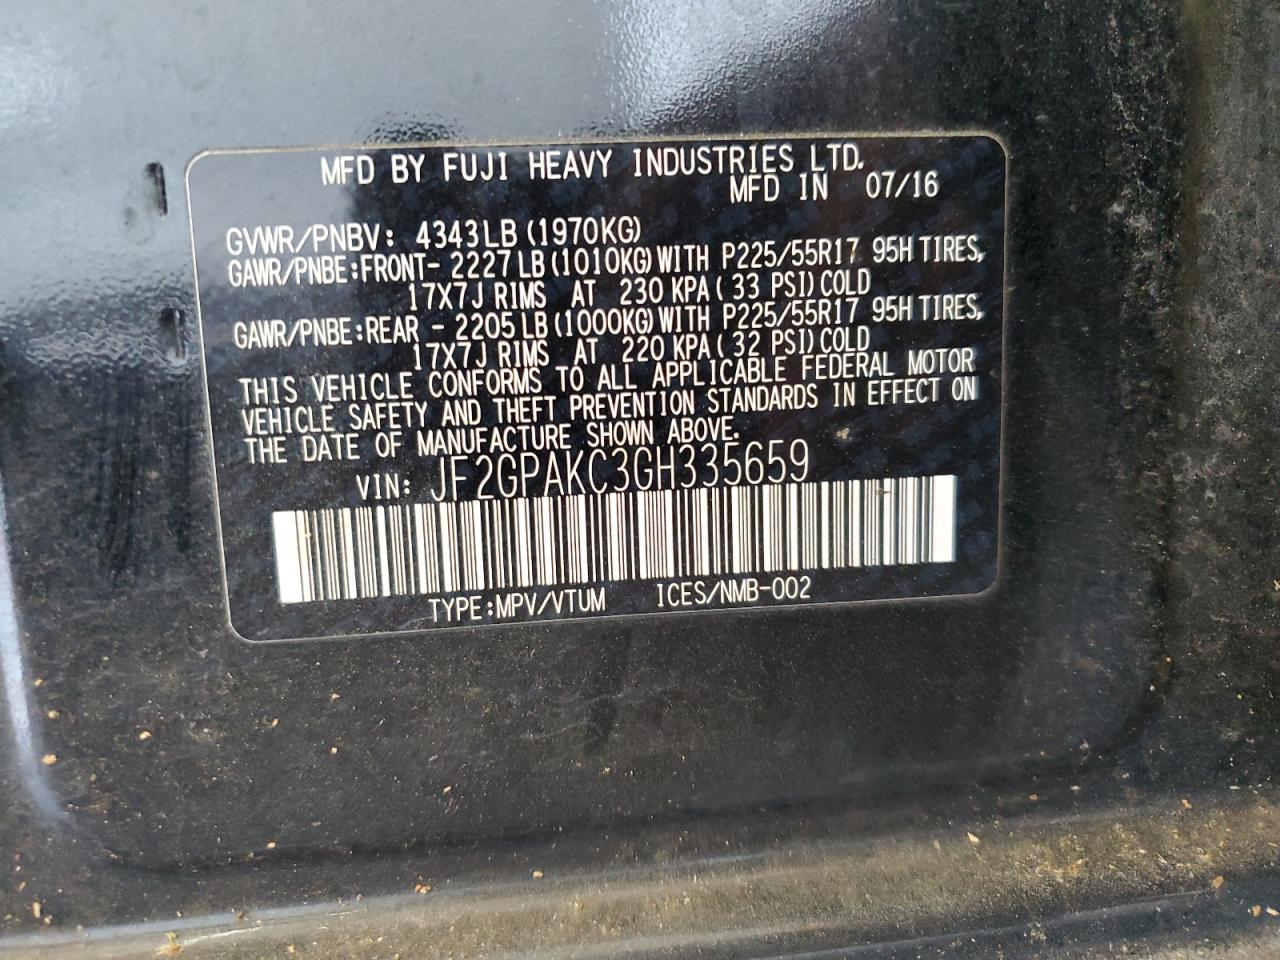 MFD BY FUJI HEAVY INDUSTRIES LTD.
MFD IN 07/16
GVWR/PNBV: 4343LB(1970KG)
GAWR/PNBE:FRONT- 2227LB(1010KG)WITH P225/55R17 95H TIRES,
17X7J RIMS AT 230 KPA( 33 PSI)COLD
GAWR/PNBE:REAR - 2205LB(1000KG)WITH P225/55R17 95H TIRES,
17X7J RIMS AT 220 KPA( 32 PSI)COLD
THIS VEHICLE CONFORMS TO ALL APPLICABLE FEDERAL MOTOR
VEHICLE SAFETY AND THEFT PREVENTION STANDARDS IN EFFECT ON
THE DATE OF MANUFACTURE SHOWN ABOVE.
VIN: JF2GPAKC3GH335659
TYPE:MPV/VTUM ICES/NMB-002